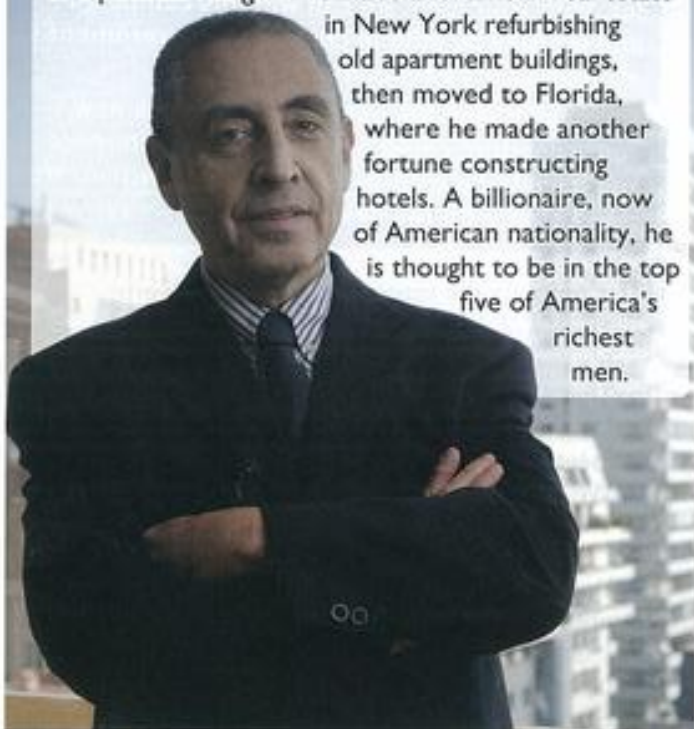 in New York refurbishing
old apartment buildings,
then moved to Florida,
where he made another
fortune constructing
hotels. A billionaire, now
of American nationality, he
is thought to be in the top
five of America's
richest
men.